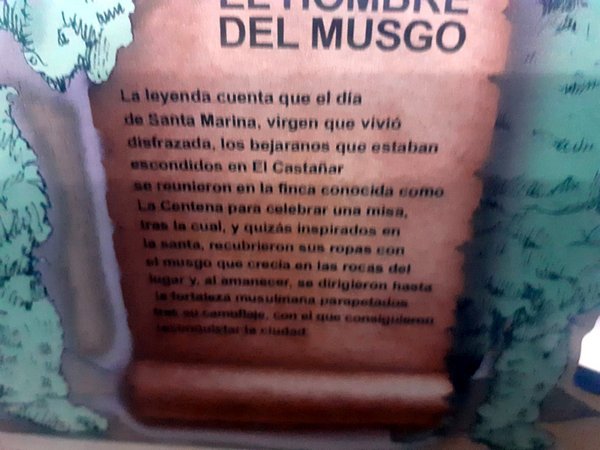 EL HOMBRE
DEL MUSGO
La leyenda cuenta que el día
de Santa Marina, virgen que vivió
disfrazada, los bejaranos que estaban
escondidos en El Castañar
se reunieron en la finca conocida como
La Centena para celebrar una misa,
tras la cual, y quizás inspirados en
la santa, recubrieron sus ropas con
el musgo que crecía en las rocas del
lugar y, al amanecer, se dirigieron hasta
la fortaleza musulmana parapetados
tras su camuflaje, con el que consiguieron
reconquistar la ciudad